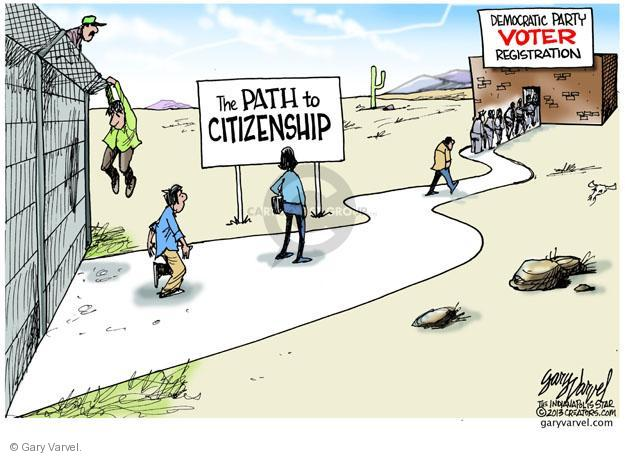 DEMOCRATIC PARTY
VOTER
REGISTRATION
The PATH to
CITIZENSHIP
Gary Varvel
THE INDIANAPOLIS STAR
©2013 CREATORS.COM
garyvarvel.com
© Gary Varvel.